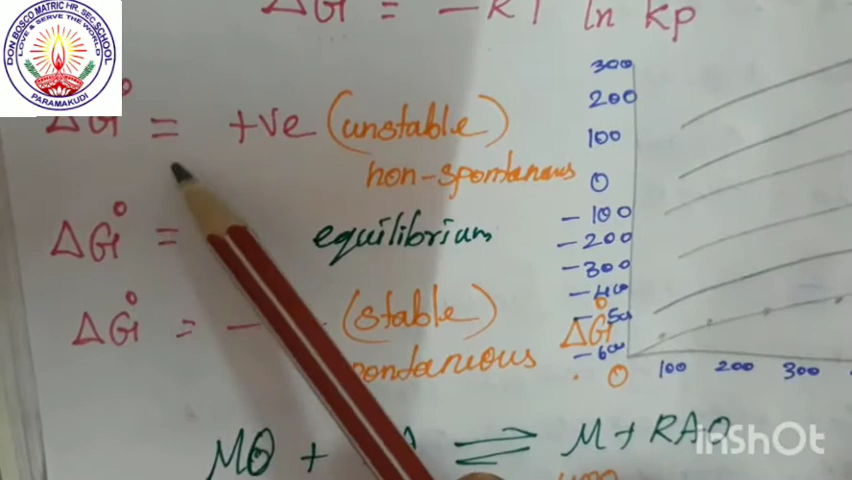 DON BOSCO MATRIC HR. SEC. SCHOOL
LOVE & SERVE THE WORLD
PARAMAKUDI
ΔG = -RT ln kp
ΔG° = +ve (unstable)
non-spontanous
ΔG° = equilibrium
ΔG° = - (stable)
pontanuous
300
200
100
0
-100
-200
-300
-400
-500
-600
ΔG°
0 100 200 300
MO + ⇌ M + RAO
InShOt